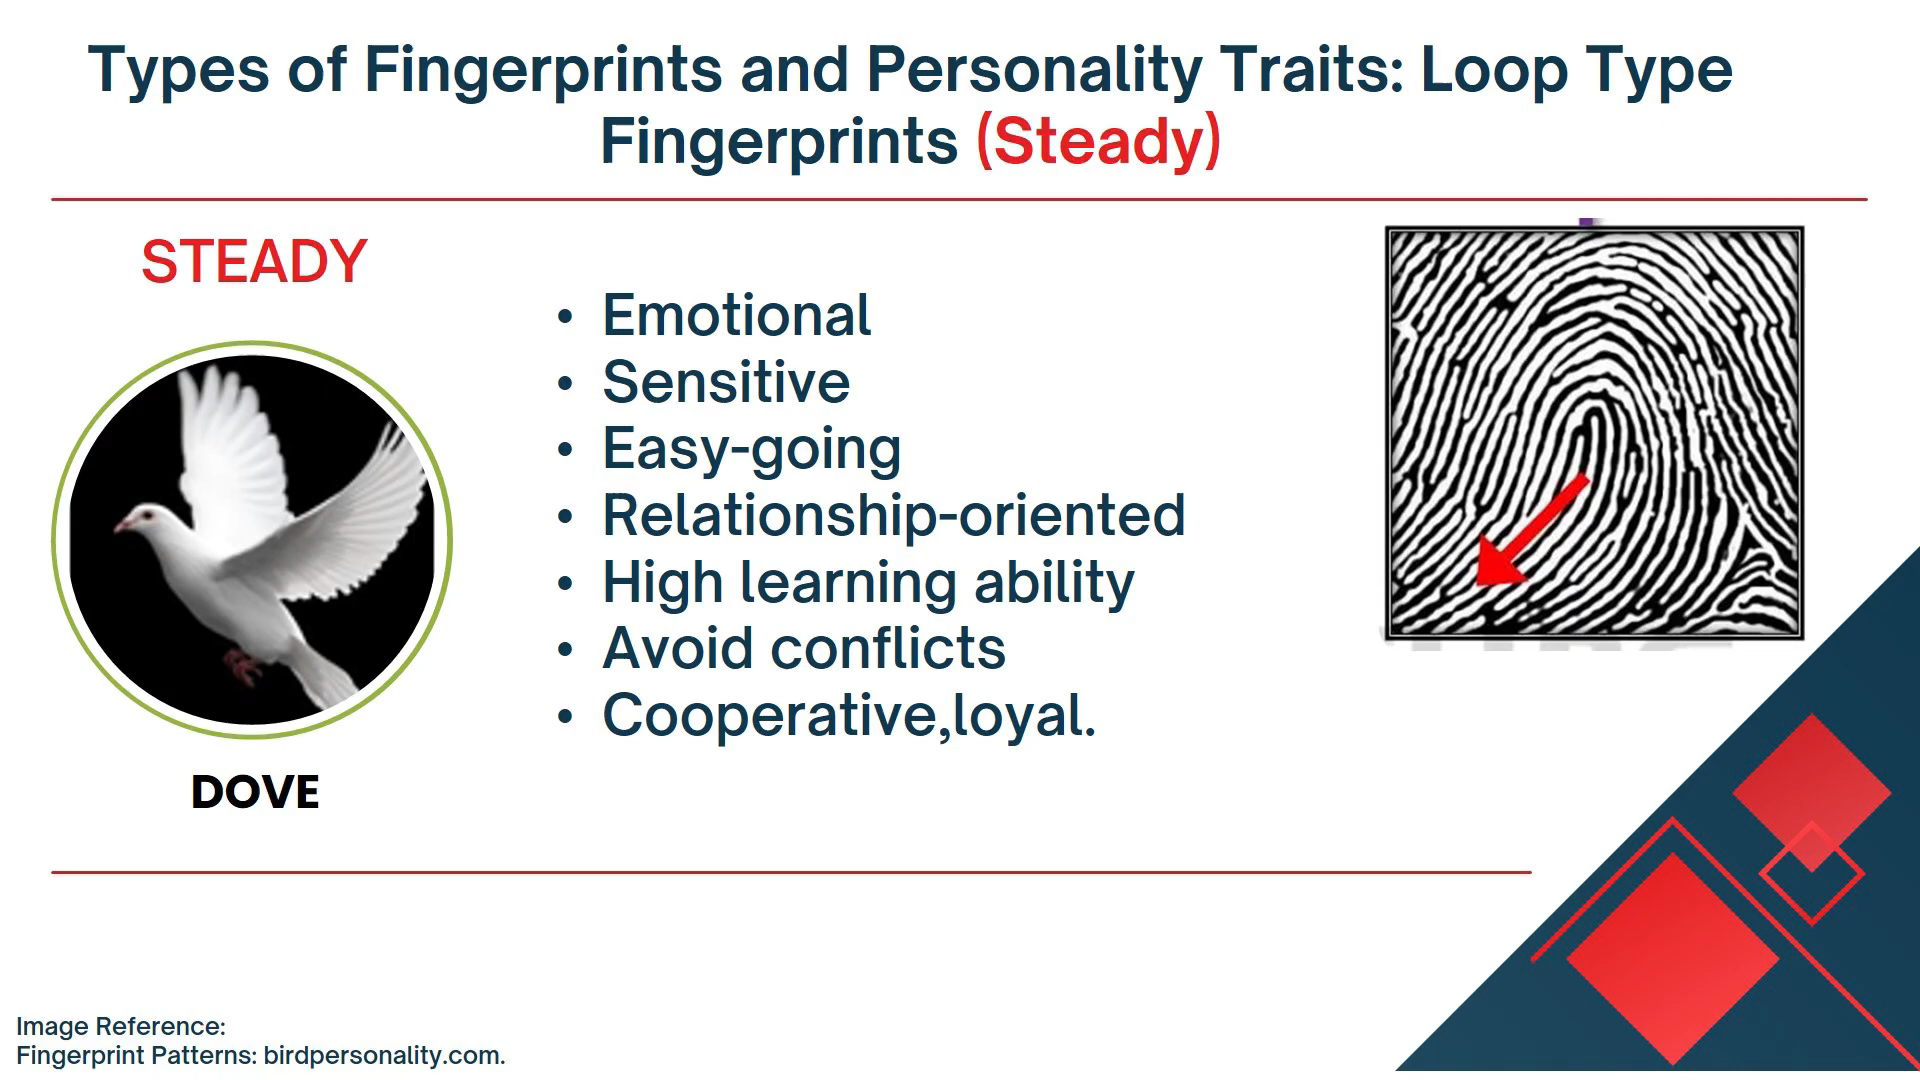 Types of Fingerprints and Personality Traits: Loop Type
Fingerprints (Steady)
STEADY
DOVE
• Emotional
• Sensitive
• Easy-going
• Relationship-oriented
• High learning ability
• Avoid conflicts
• Cooperative,loyal.
Image Reference:
Fingerprint Patterns: birdpersonality.com.